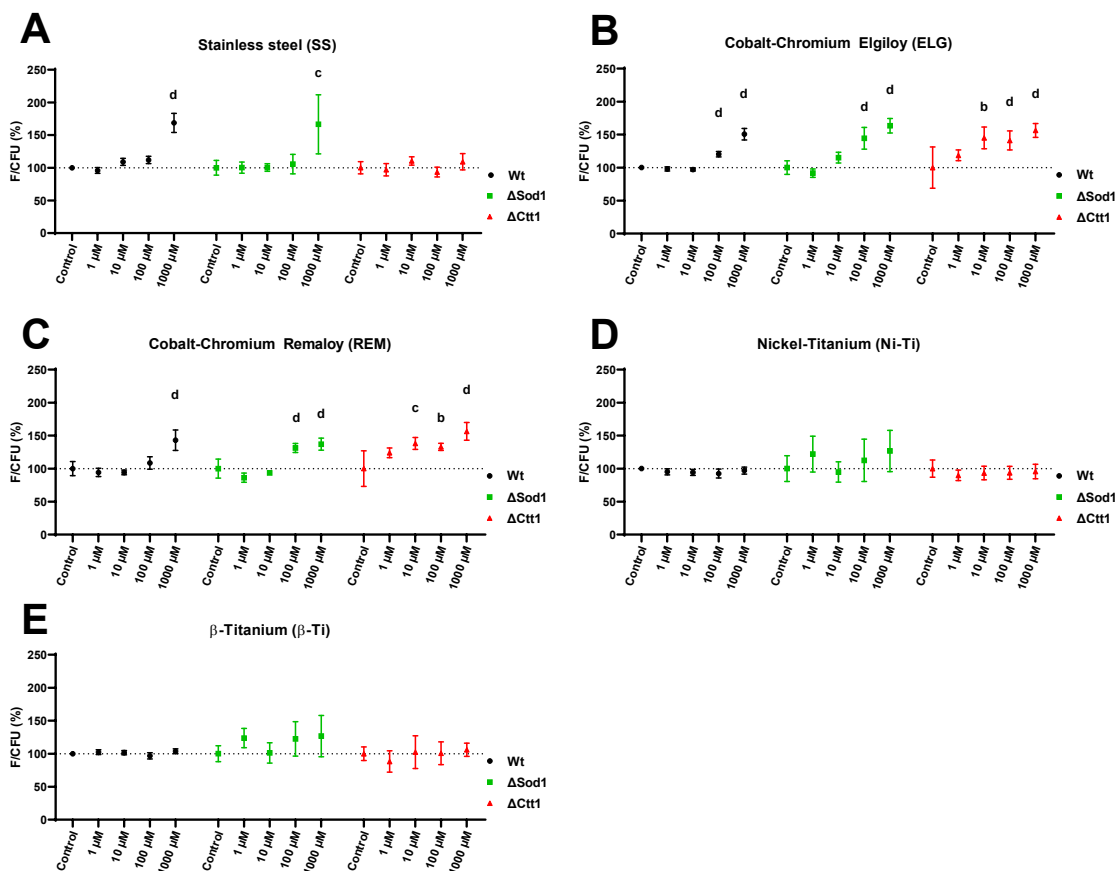 A
Stainless steel (SS)
d
c
F/CFU (%)
250
200
150
100
50
0
Control
1 µM
10 µM
100 µM
1000 µM
Control
1 µM
10 µM
100 µM
1000 µM
Control
1 µM
10 µM
100 µM
1000 µM
Wt
ΔSod1
ΔCtt1
B
Cobalt-Chromium Elgiloy (ELG)
d
d
d
d
b
d
d
F/CFU (%)
250
200
150
100
50
0
Control
1 µM
10 µM
100 µM
1000 µM
Control
1 µM
10 µM
100 µM
1000 µM
Control
1 µM
10 µM
100 µM
1000 µM
Wt
ΔSod1
ΔCtt1
C
Cobalt-Chromium Remaloy (REM)
d
d
d
c
b
d
F/CFU (%)
250
200
150
100
50
0
Control
1 µM
10 µM
100 µM
1000 µM
Control
1 µM
10 µM
100 µM
1000 µM
Control
1 µM
10 µM
100 µM
1000 µM
Wt
ΔSod1
ΔCtt1
D
Nickel-Titanium (Ni-Ti)
F/CFU (%)
250
200
150
100
50
0
Control
1 µM
10 µM
100 µM
1000 µM
Control
1 µM
10 µM
100 µM
1000 µM
Control
1 µM
10 µM
100 µM
1000 µM
Wt
ΔSod1
ΔCtt1
E
β-Titanium (β-Ti)
F/CFU (%)
250
200
150
100
50
0
Control
1 µM
10 µM
100 µM
1000 µM
Control
1 µM
10 µM
100 µM
1000 µM
Control
1 µM
10 µM
100 µM
1000 µM
Wt
ΔSod1
ΔCtt1